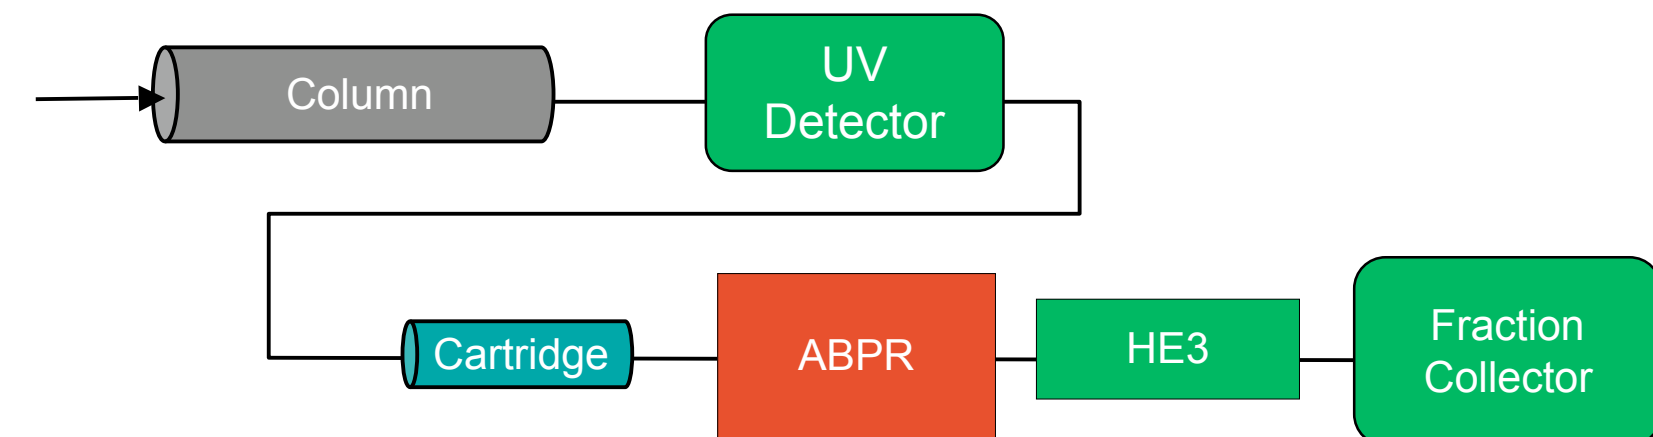 Column
UV
Detector
Cartridge
ABPR
HE3
Fraction
Collector